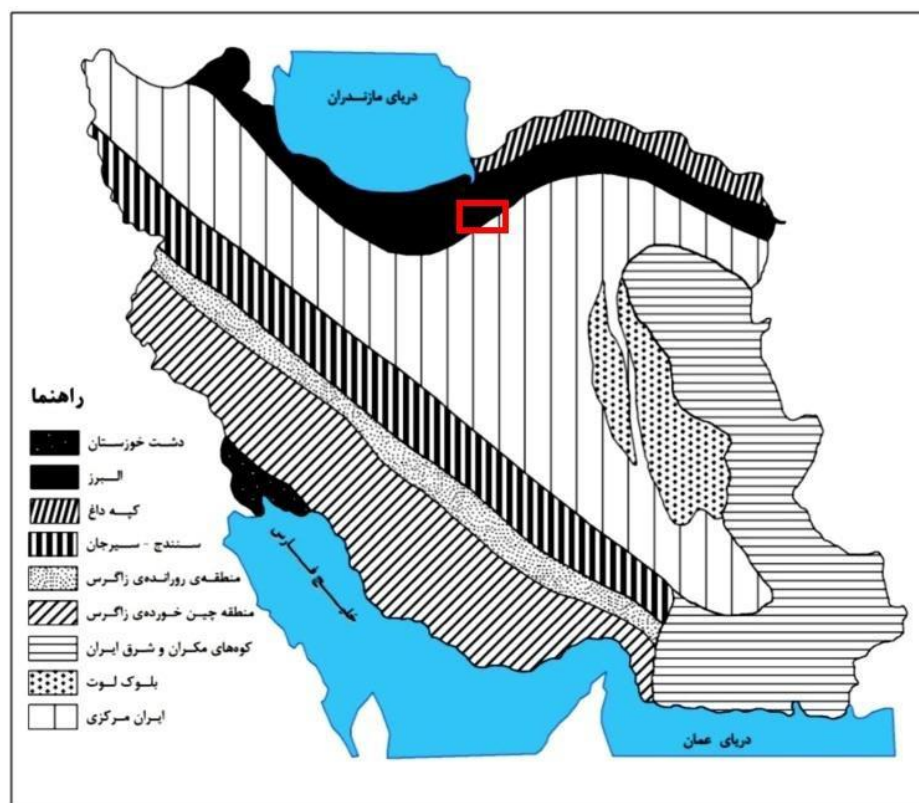 دریای مازندران
راهنما
دشت خوزستان
البرز
کپه داغ
سنندج - سیرجان
منطقه‌ی رورانده‌ی زاگرس
منطقه چین خورده‌ی زاگرس
کوه‌های مکران و شرق ایران
بلوک لوت
ایران مرکزی
خلیج فارس
دریای عمان